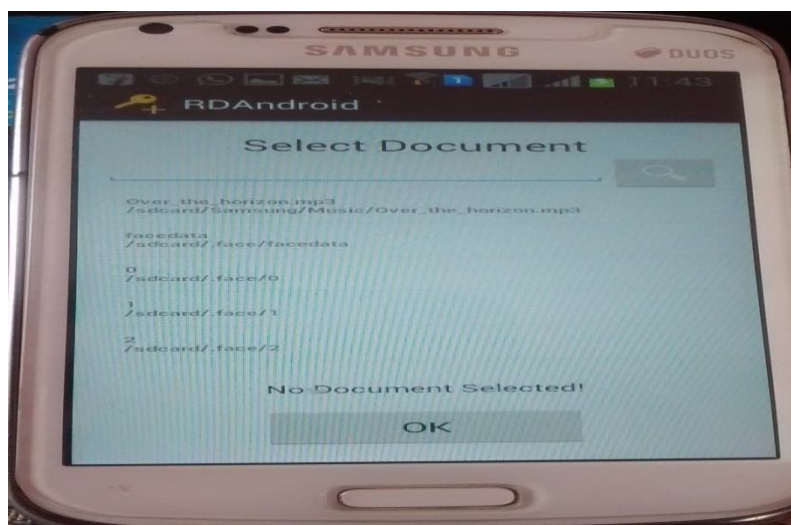 SAMSUNG
DUOS
1
11:43
RDAndroid
Select Document
Over_the_horizon.mp3
/sdcard/Samsung/Music/Over_the_horizon.mp3
facedata
/sdcard/.face/facedata
0
/sdcard/.face/0
1
/sdcard/.face/1
2
/sdcard/.face/2
No Document Selected!
OK